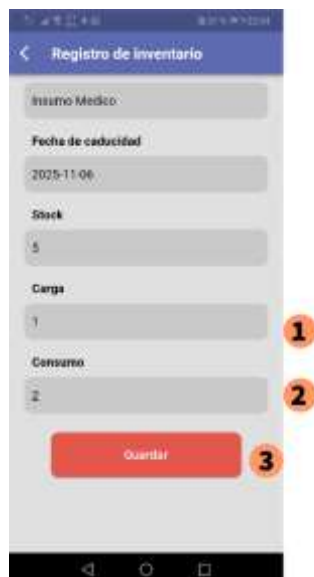 Registro de inventario
Insumo Medico
Fecha de caducidad
2025-11-06
Stock
5
Carga
1
1
Consumo
2
2
Guardar
3